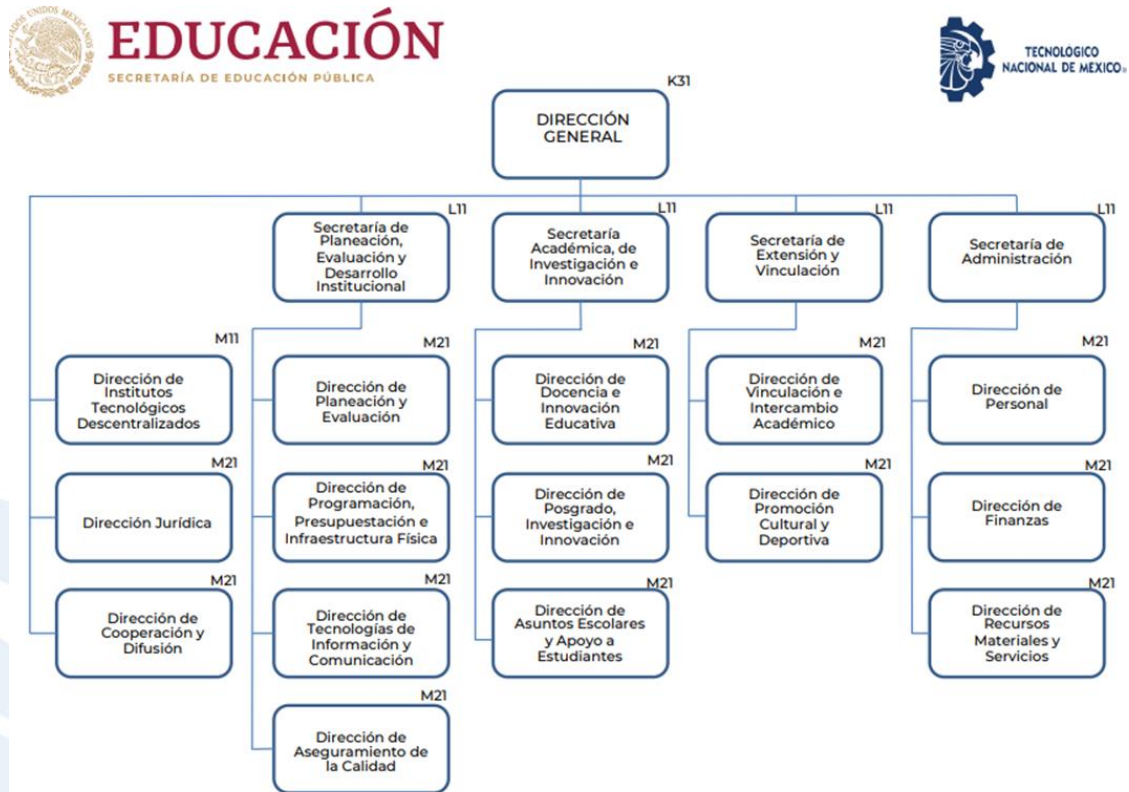 ESTADOS UNIDOS MEXICANOS
EDUCACIÓN
SECRETARÍA DE EDUCACIÓN PÚBLICA
TECNOLÓGICO
NACIONAL DE MÉXICO®
K31
DIRECCIÓN
GENERAL
L11
Secretaría de
Planeación,
Evaluación y
Desarrollo
Institucional
L11
Secretaría
Académica, de
Investigación e
Innovación
L11
Secretaría de
Extensión y
Vinculación
L11
Secretaría de
Administración
M11
Dirección de
Institutos
Tecnológicos
Descentralizados
M21
Dirección de
Planeación y
Evaluación
M21
Dirección de
Docencia e
Innovación
Educativa
M21
Dirección de
Vinculación e
Intercambio
Académico
M21
Dirección de
Personal
M21
Dirección Jurídica
M21
Dirección de
Programación,
Presupuestación e
Infraestructura Física
M21
Dirección de
Posgrado,
Investigación e
Innovación
M21
Dirección de
Promoción
Cultural y
Deportiva
M21
Dirección de
Finanzas
M21
Dirección de
Cooperación y
Difusión
M21
Dirección de
Tecnologías de
Información y
Comunicación
M21
Dirección de
Asuntos Escolares
y Apoyo a
Estudiantes
M21
Dirección de
Recursos
Materiales y
Servicios
M21
Dirección de
Aseguramiento de
la Calidad